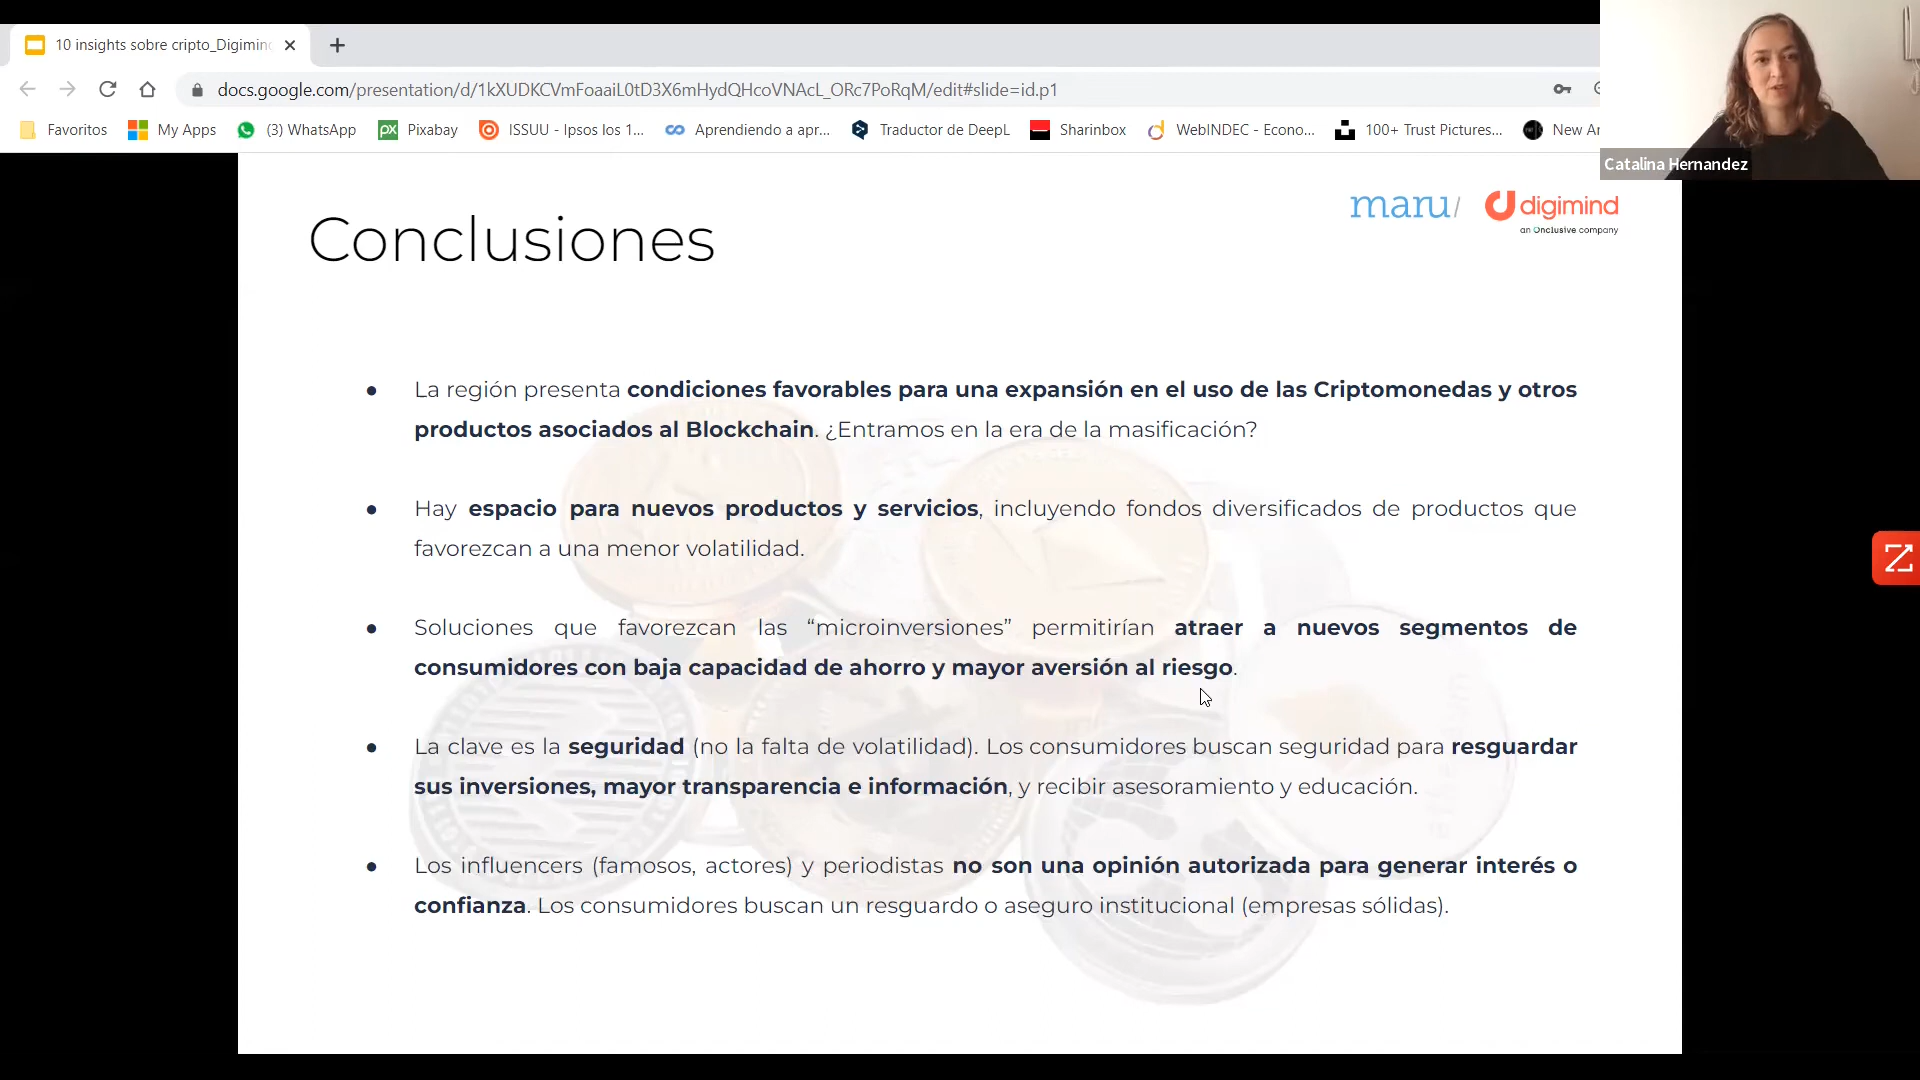 10 insights sobre cripto_Digimind
docs.google.com/presentation/d/1kXUDKCVmFoaaiL0tD3X6mHydQHcoVNAcL_ORc7PoRqM/edit#slide=id.p1
Favoritos My Apps (3) WhatsApp px Pixabay ISSUU - Ipsos los 1... Aprendiendo a apr... Traductor de DeepL Sharinbox WebINDEC - Econo... 100+ Trust Pictures... New Ar
Catalina Hernandez
maru/ digimind
an Onclusive company
Conclusiones
● La región presenta condiciones favorables para una expansión en el uso de las Criptomonedas y otros
productos asociados al Blockchain. ¿Entramos en la era de la masificación?
● Hay espacio para nuevos productos y servicios, incluyendo fondos diversificados de productos que
favorezcan a una menor volatilidad.
● Soluciones que favorezcan las “microinversiones” permitirían atraer a nuevos segmentos de
consumidores con baja capacidad de ahorro y mayor aversión al riesgo.
● La clave es la seguridad (no la falta de volatilidad). Los consumidores buscan seguridad para resguardar
sus inversiones, mayor transparencia e información, y recibir asesoramiento y educación.
● Los influencers (famosos, actores) y periodistas no son una opinión autorizada para generar interés o
confianza. Los consumidores buscan un resguardo o aseguro institucional (empresas sólidas).